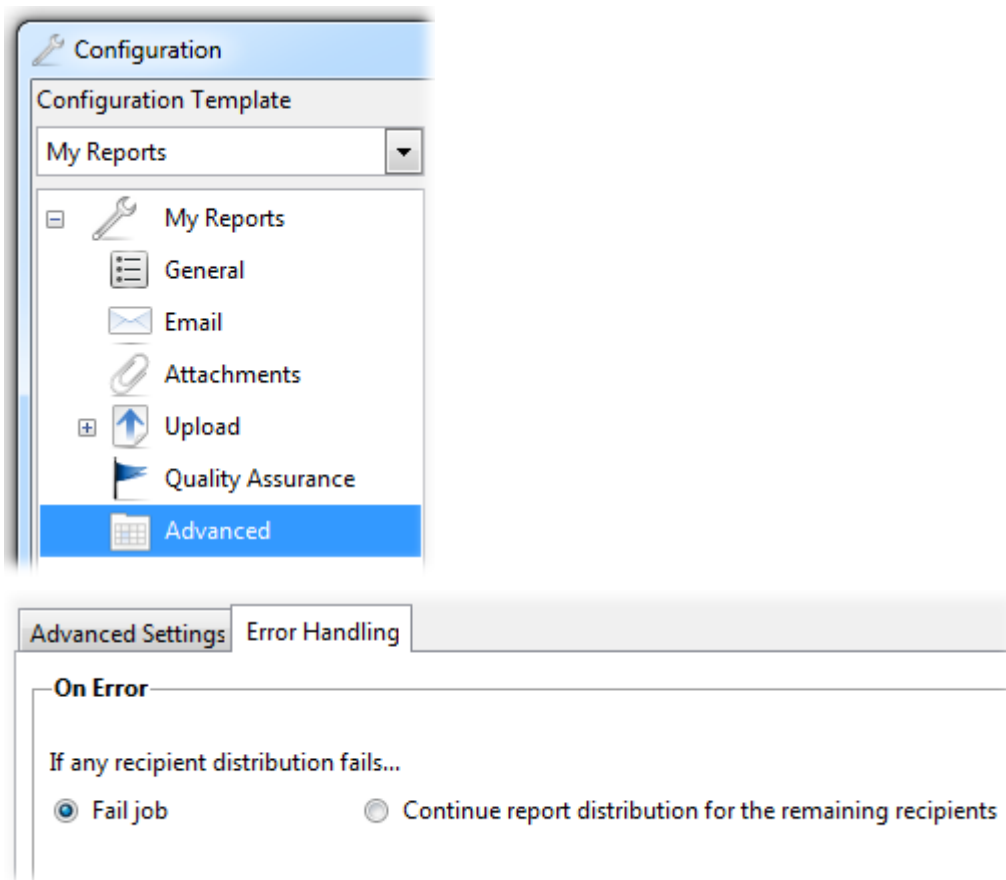 Configuration
Configuration Template
My Reports
My Reports
General
Email
Attachments
Upload
Quality Assurance
Advanced
Advanced Settings Error Handling
On Error
If any recipient distribution fails...
Fail job Continue report distribution for the remaining recipients